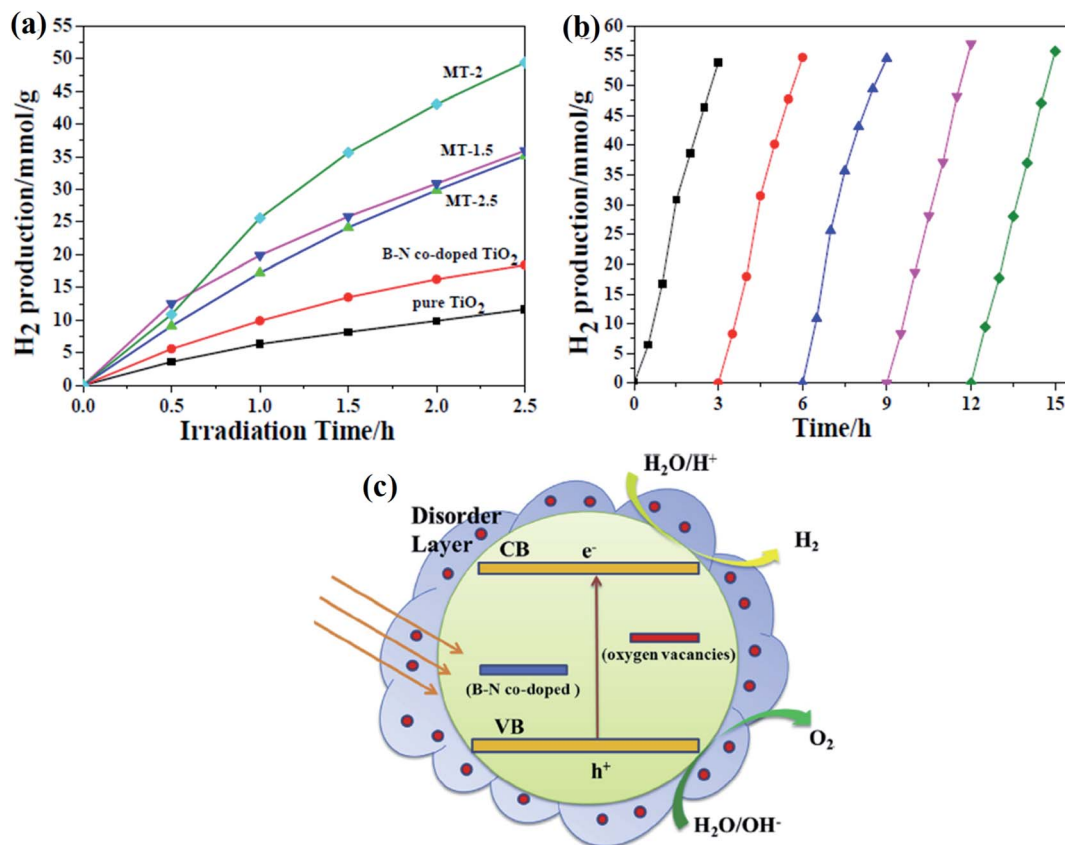 (a)
H2 production/mmol/g
55
50
45
40
35
30
25
20
15
10
5
0
MT-2
MT-1.5
MT-2.5
B-N co-doped TiO2
pure TiO2
0.0 0.5 1.0 1.5 2.0 2.5
Irradiation Time/h
(b)
H2 production/mmol/g
60
55
50
45
40
35
30
25
20
15
10
5
0
0 3 6 9 12 15
Time/h
(c)
H2O/H+
Disorder
Layer
CB e-
H2
(oxygen vacancies)
(B-N co-doped )
VB
O2
h+
H2O/OH-